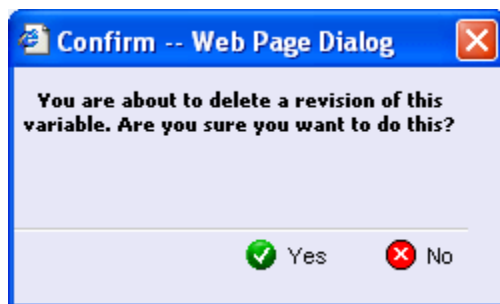 Confirm -- Web Page Dialog
You are about to delete a revision of this
variable. Are you sure you want to do this?
Yes No